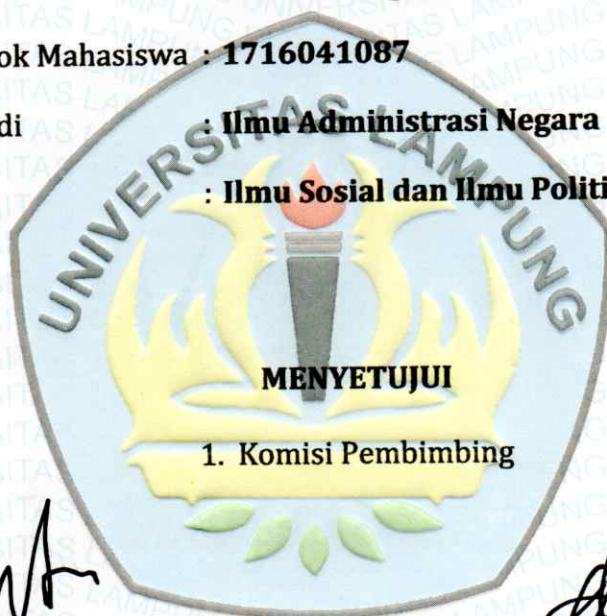 ok Mahasiswa : 1716041087
di : Ilmu Administrasi Negara
: Ilmu Sosial dan Ilmu Politi
UNIVERSITAS LAMPUNG
MENYETUJUI
1. Komisi Pembimbing